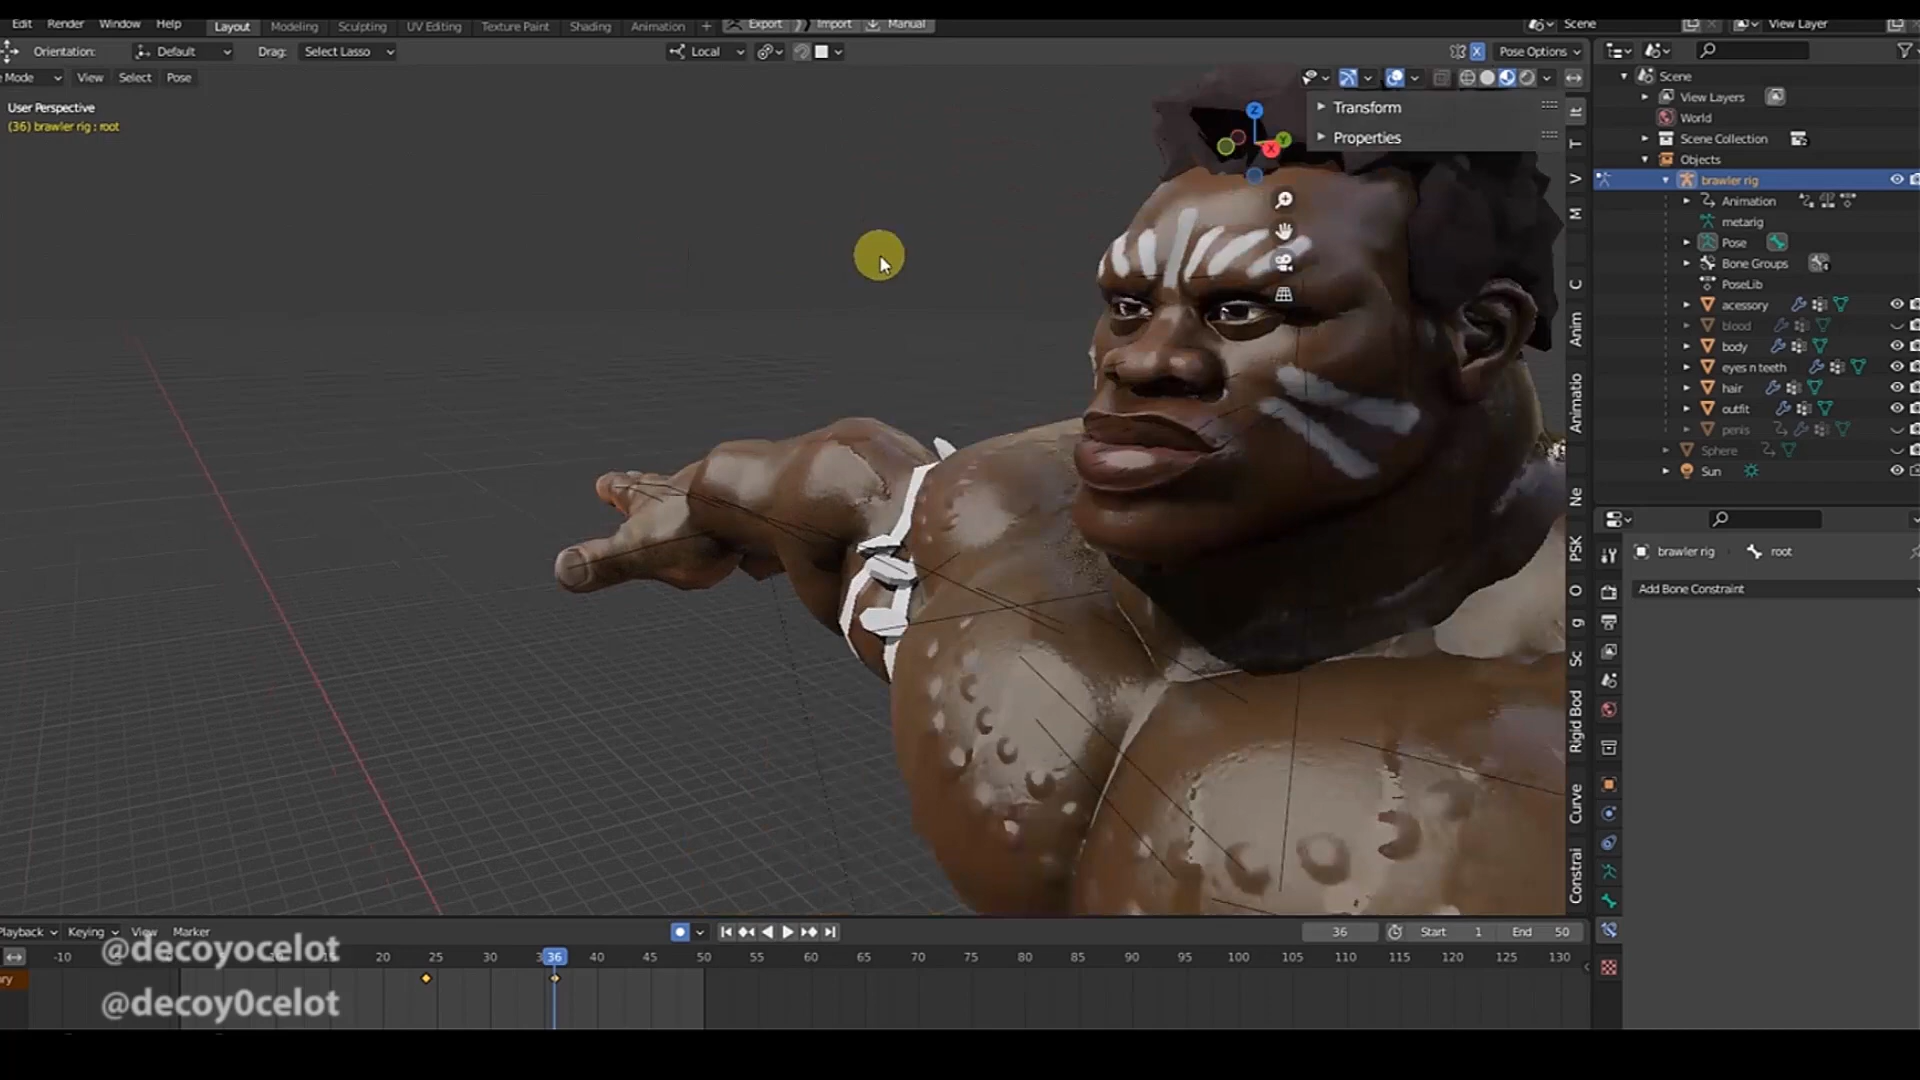 Edit Render Window Help Layout Modeling Sculpting UV Editing Texture Paint Shading Animation + Export Import Manual Scene View Layer
Orientation: Default Drag: Select Lasso Local X Pose Options
Mode View Select Pose
User Perspective
(36) brawler rig : root
Z
Y
X
Transform
Properties
It
T
V
M
C
Anim
Animatio
Ne
PSK
O
g
Sc
Rigid Bod
Curve
Constrai
Scene
View Layers
World
Scene Collection
Objects
brawler rig
Animation
metarig
Pose
Bone Groups
PoseLib
acessory
blood
body
eyes n teeth
hair
outfit
penis
Sphere
Sun
brawler rig root
Add Bone Constraint
Playback Keying View Marker 36 Start 1 End 50
-10 20 25 30 36 40 45 50 55 60 65 70 75 80 85 90 95 100 105 110 115 120 125 130
@decoyocelot
@decoy0celot